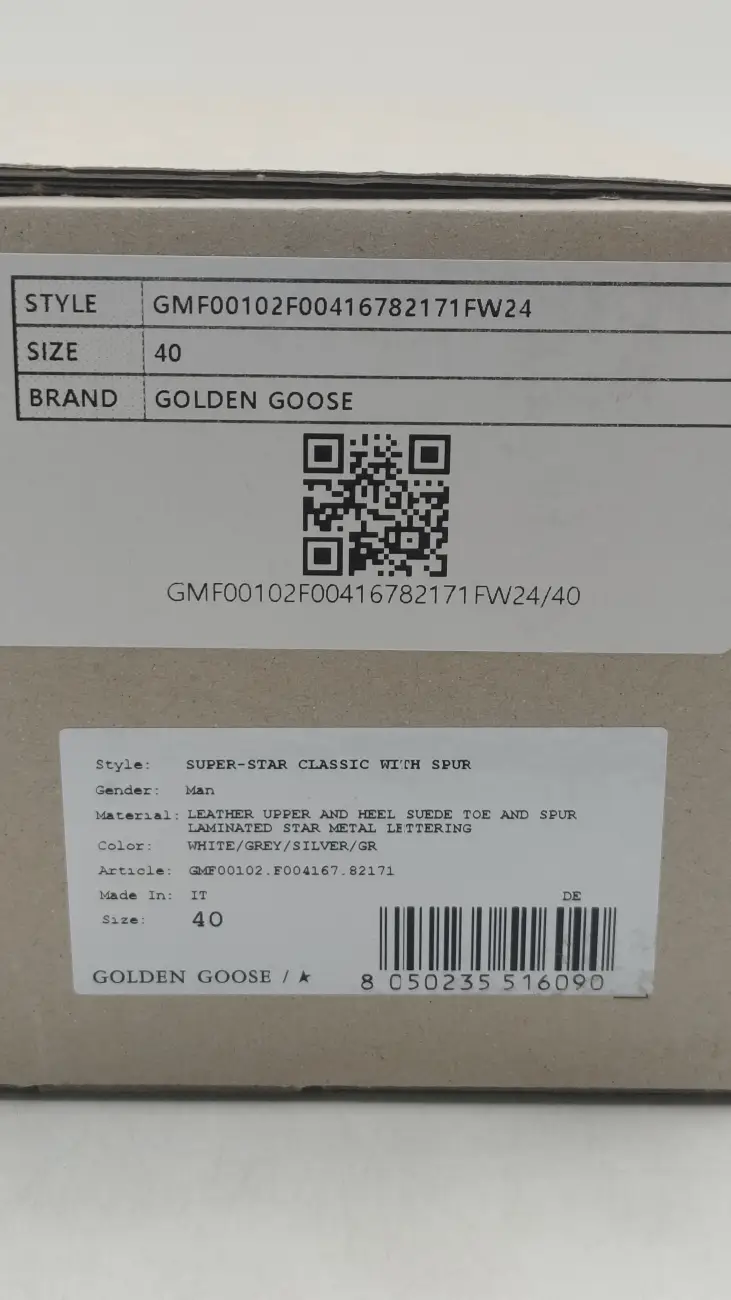 STYLE GMF00102F00416782171FW24
SIZE 40
BRAND GOLDEN GOOSE
GMF00102F00416782171FW24/40
Style: SUPER-STAR CLASSIC WITH SPUR
Gender: Man
Material: LEATHER UPPER AND HEEL SUEDE TOE AND SPUR
LAMINATED STAR METAL LETTERING
Color: WHITE/GREY/SILVER/GR
Article: GMF00102.F004167.82171
Made In: IT
DE
Size: 40
GOLDEN GOOSE / ★
8 050235 516090